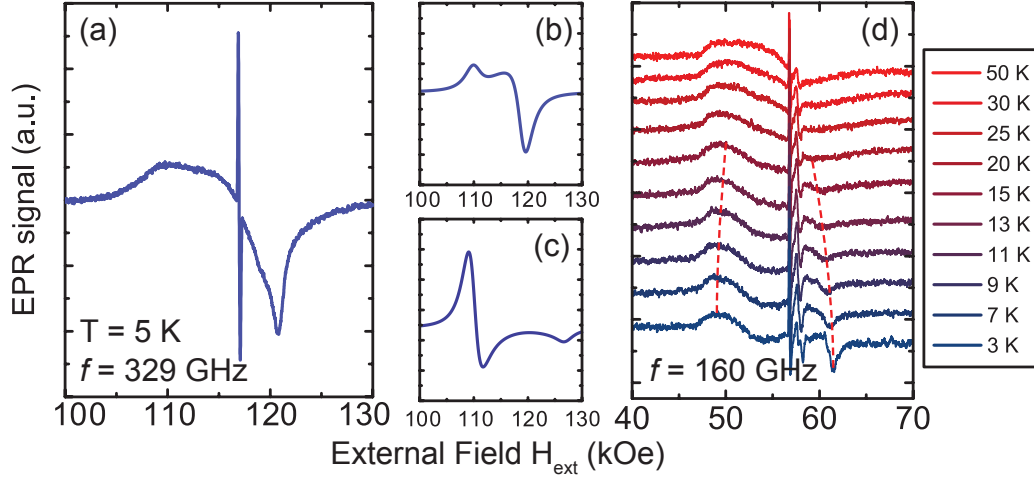 (a)
EPR signal (a.u.)
T = 5 K
f = 329 GHz
100 110 120 130
(b)
100 110 120 130
(c)
100 110 120 130
(d)
f = 160 GHz
40 50 60 70
50 K
30 K
25 K
20 K
15 K
13 K
11 K
9 K
7 K
3 K
External Field Hext (kOe)